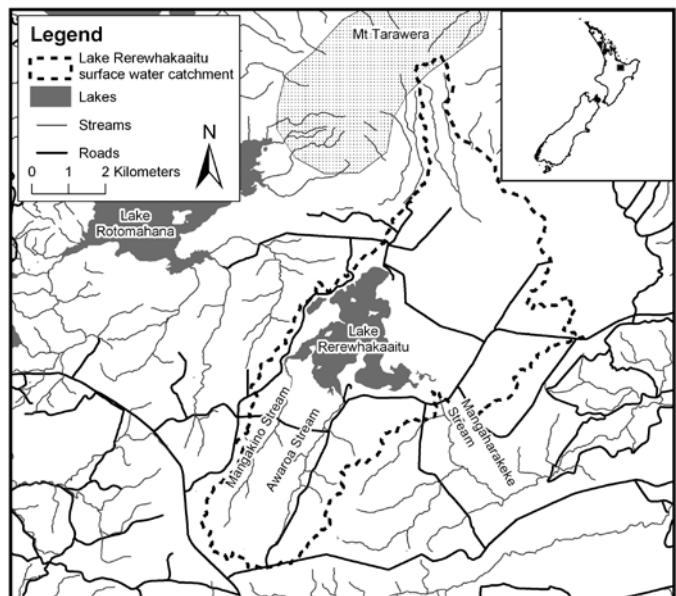 Legend
Lake Rerewhakaaitu
surface water catchment
Lakes
Streams
Roads
N
0 1 2 Kilometers
Mt Tarawera
Lake
Rotomahana
Lake
Rerewhakaaitu
Mangakino Stream
Awaroa Stream
Mangaharakeke
Stream